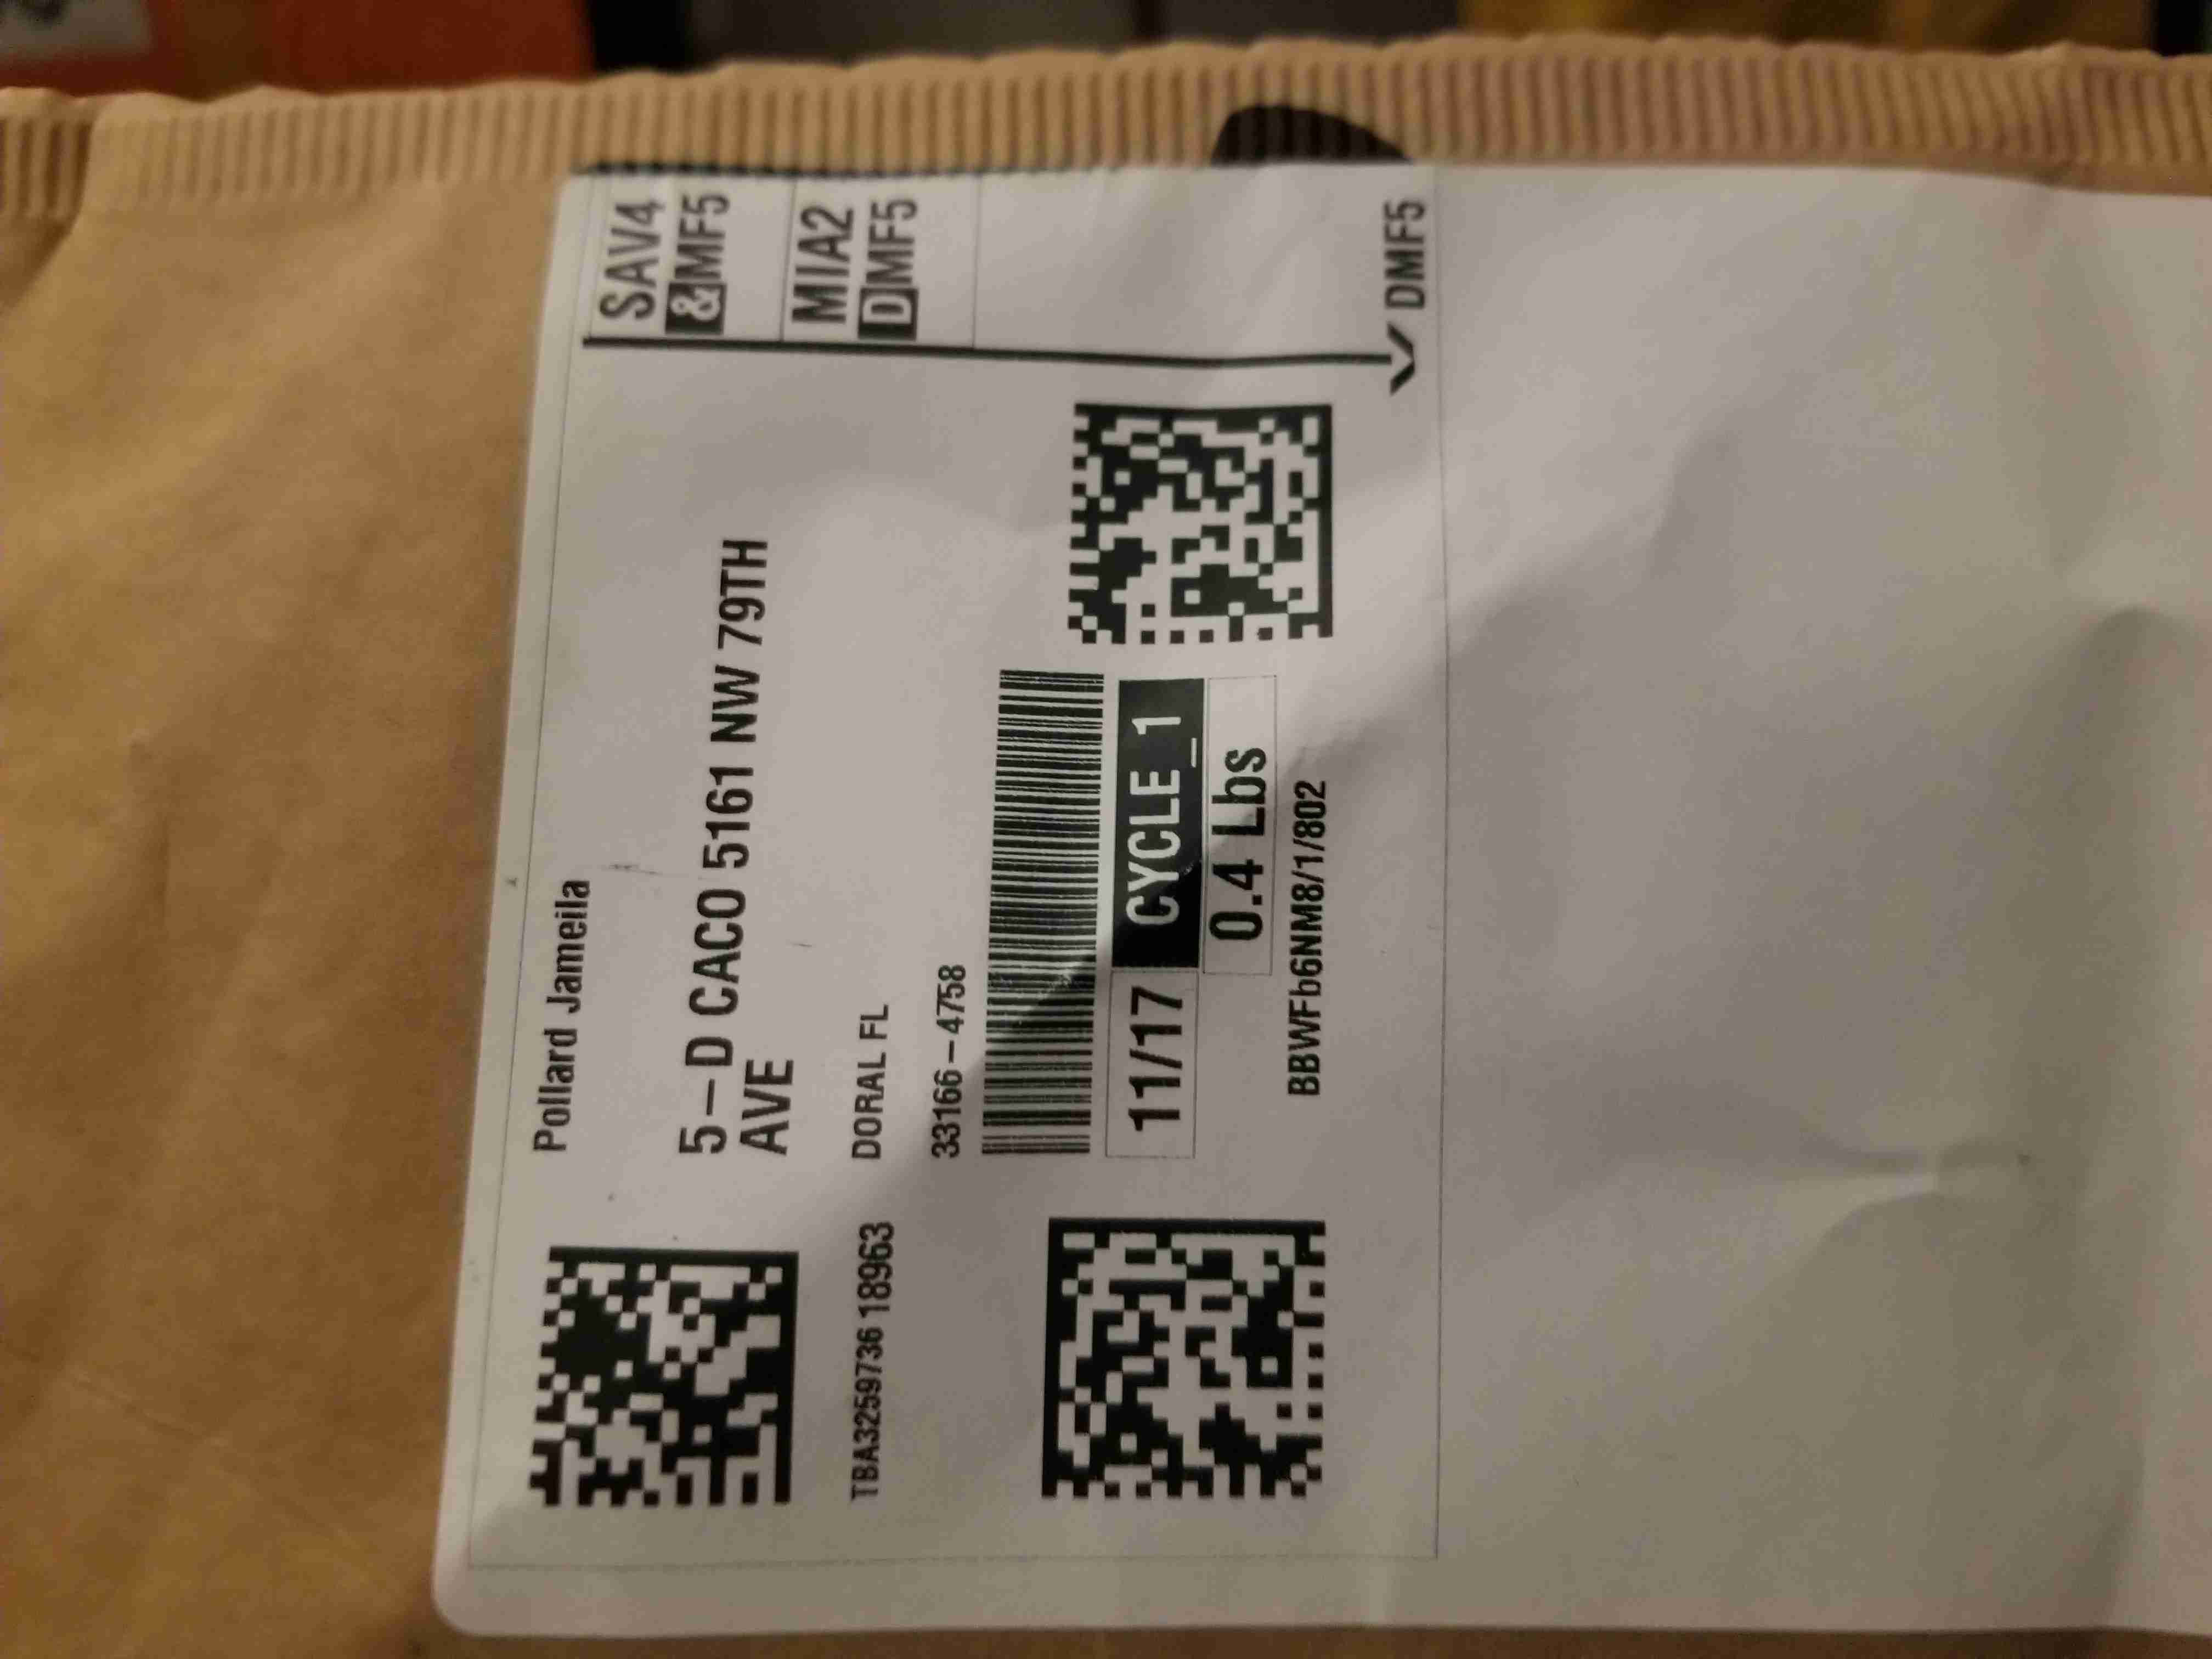 Pollard Jameila
5-D CACO 5161 NW 79TH
AVE
TBA3259736 18963
DORAL FL
33166-4758
11/17
CYCLE_1
0.4 Lbs
BBWFb6NM8/1/802
SAV4
&MF5
MIA2
DMF5
DMF5